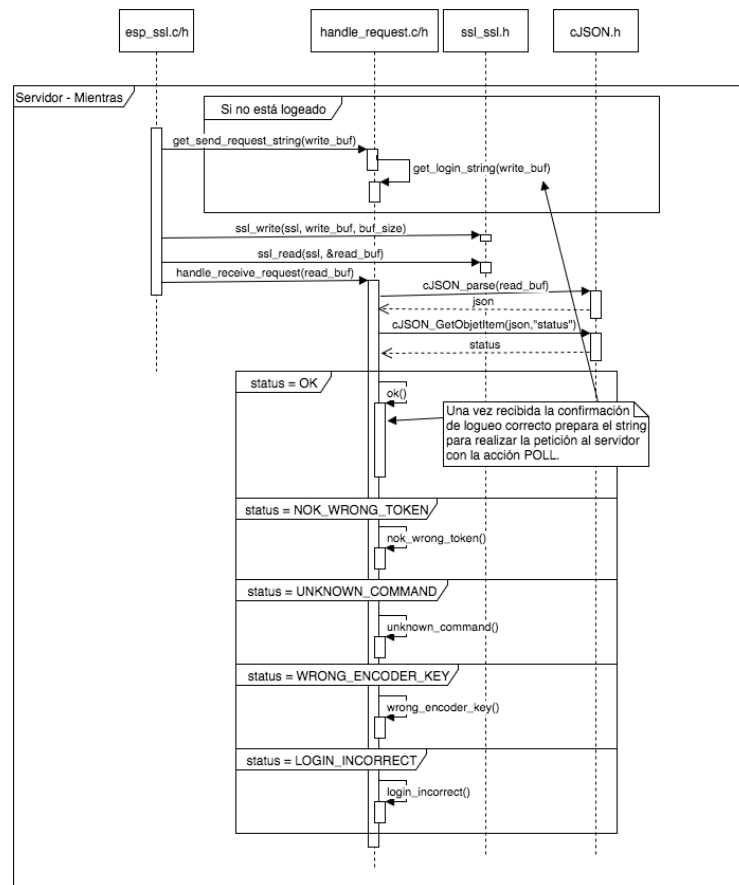 esp_ssl.c/h
handle_request.c/h
ssl_ssl.h
cJSON.h
Servidor - Mientras
Si no está logeado
get_send_request_string(write_buf)
get_login_string(write_buf)
ssl_write(ssl, write_buf, buf_size)
ssl_read(ssl, &read_buf)
handle_receive_request(read_buf)
cJSON_parse(read_buf)
json
cJSON_GetObjetItem(json,"status")
status
status = OK
ok()
Una vez recibida la confirmación
de logueo correcto prepara el string
para realizar la petición al servidor
con la acción POLL.
status = NOK_WRONG_TOKEN
nok_wrong_token()
status = UNKNOWN_COMMAND
unknown_command()
status = WRONG_ENCODER_KEY
wrong_encoder_key()
status = LOGIN_INCORRECT
login_incorrect()